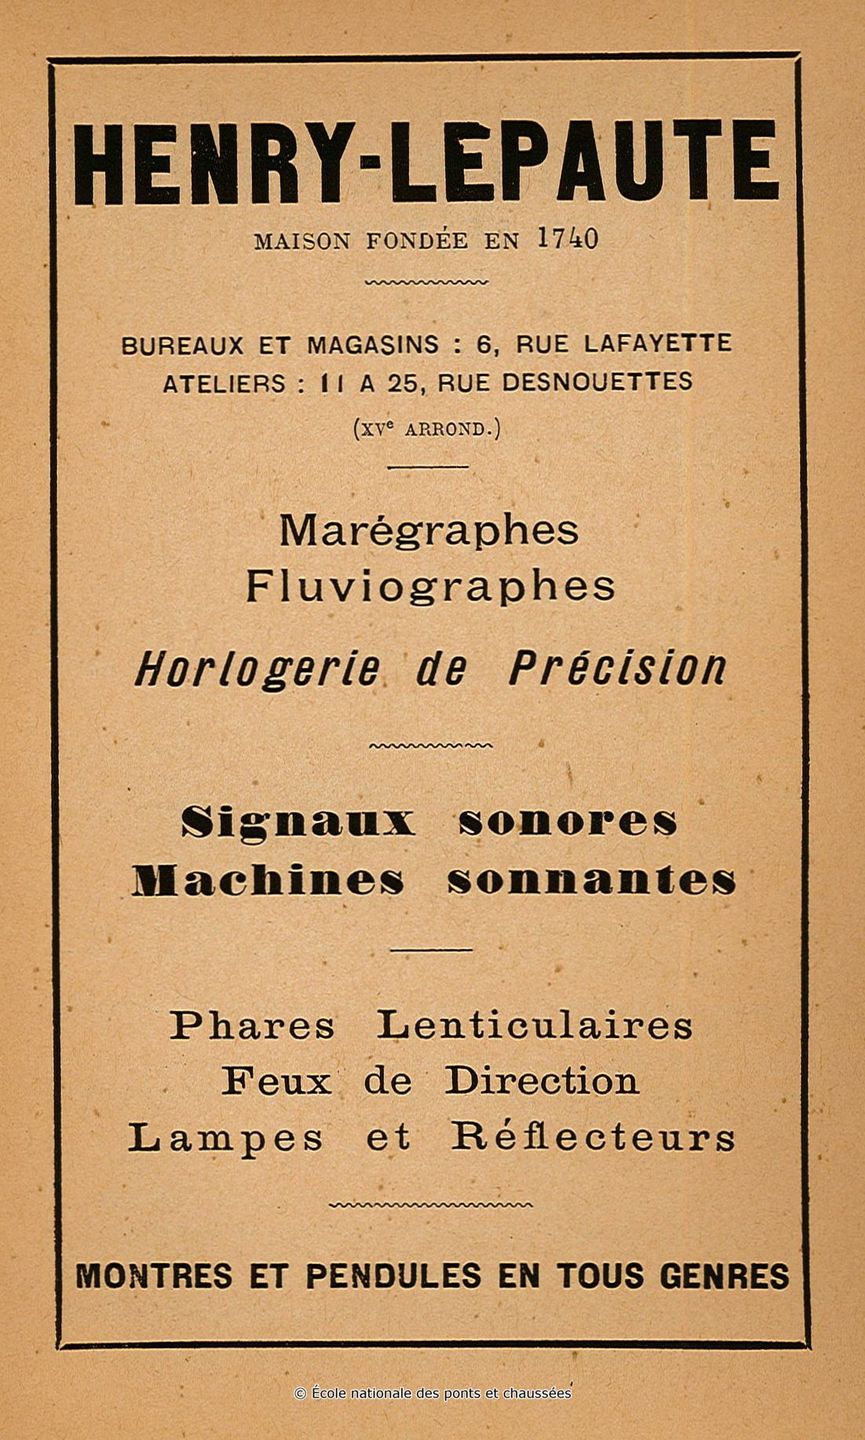 HENRY-LEPAUTE
MAISON FONDÉE EN 1740
BUREAUX ET MAGASINS : 6, RUE LAFAYETTE
ATELIERS : 11 A 25, RUE DESNOUETTES
(XVe ARROND.)
Marégraphes
Fluviographes
Horlogerie de Précision
Signaux sonores
Machines sonnantes
Phares Lenticulaires
Feux de Direction
Lampes et Réflecteurs
MONTRES ET PENDULES EN TOUS GENRES
© École nationale des ponts et chaussées